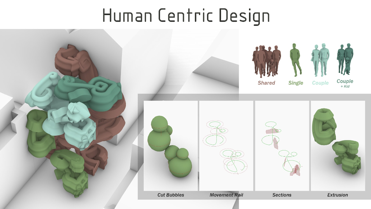 Human Centric Design
Shared
Single
Couple
Couple
+ Kid
Cut Bubbles
Movement Rail
Sections
Extrusion